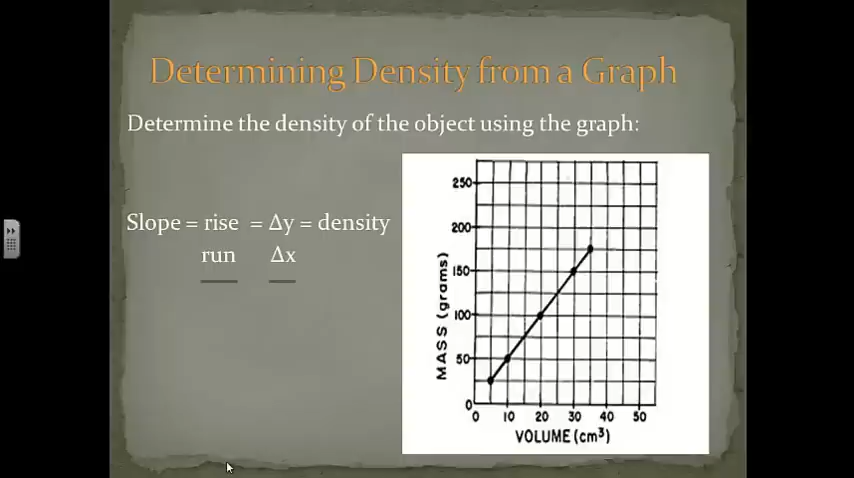 Determining Density from a Graph
Determine the density of the object using the graph:
Slope = rise = Δy = density
run Δx
MASS (grams)
250
200
150
100
50
0
0 10 20 30 40 50
VOLUME (cm³)